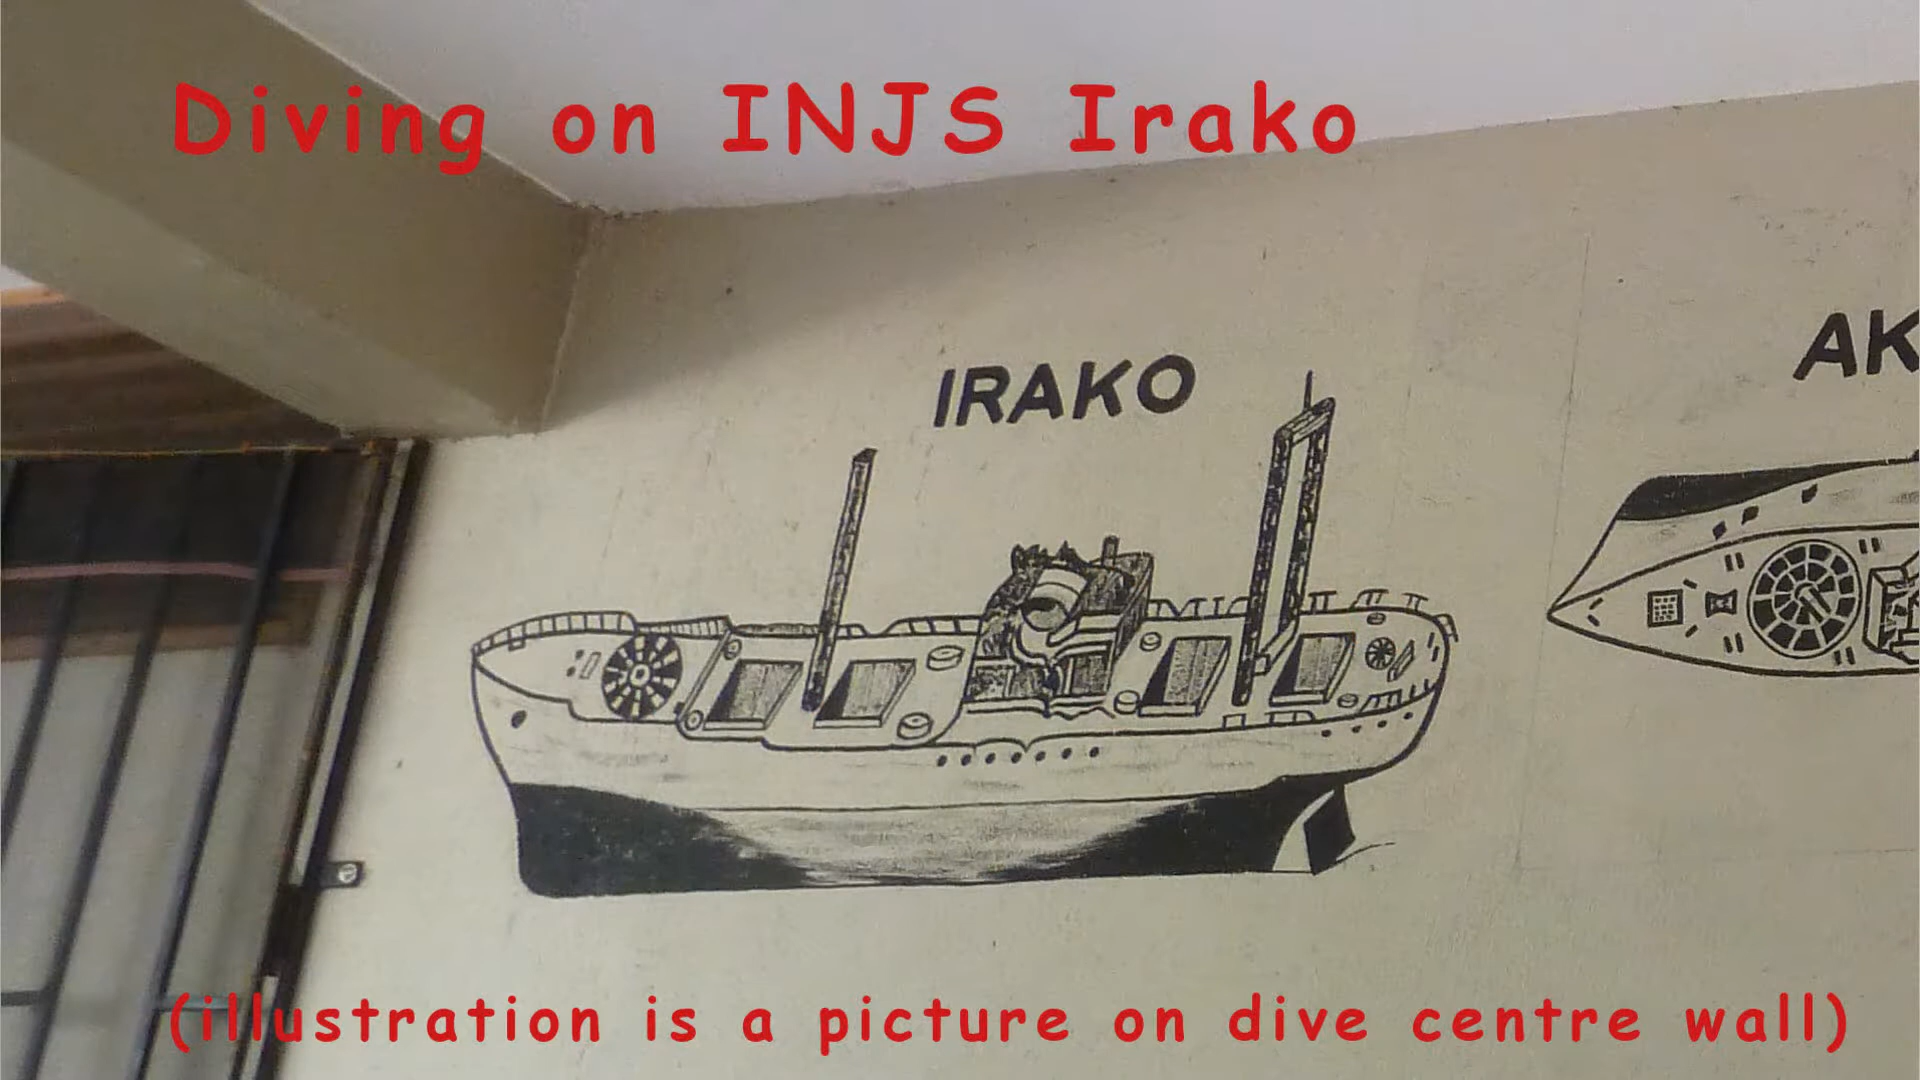 Diving on INJS Irako
IRAKO
AK
(illustration is a picture on dive centre wall)